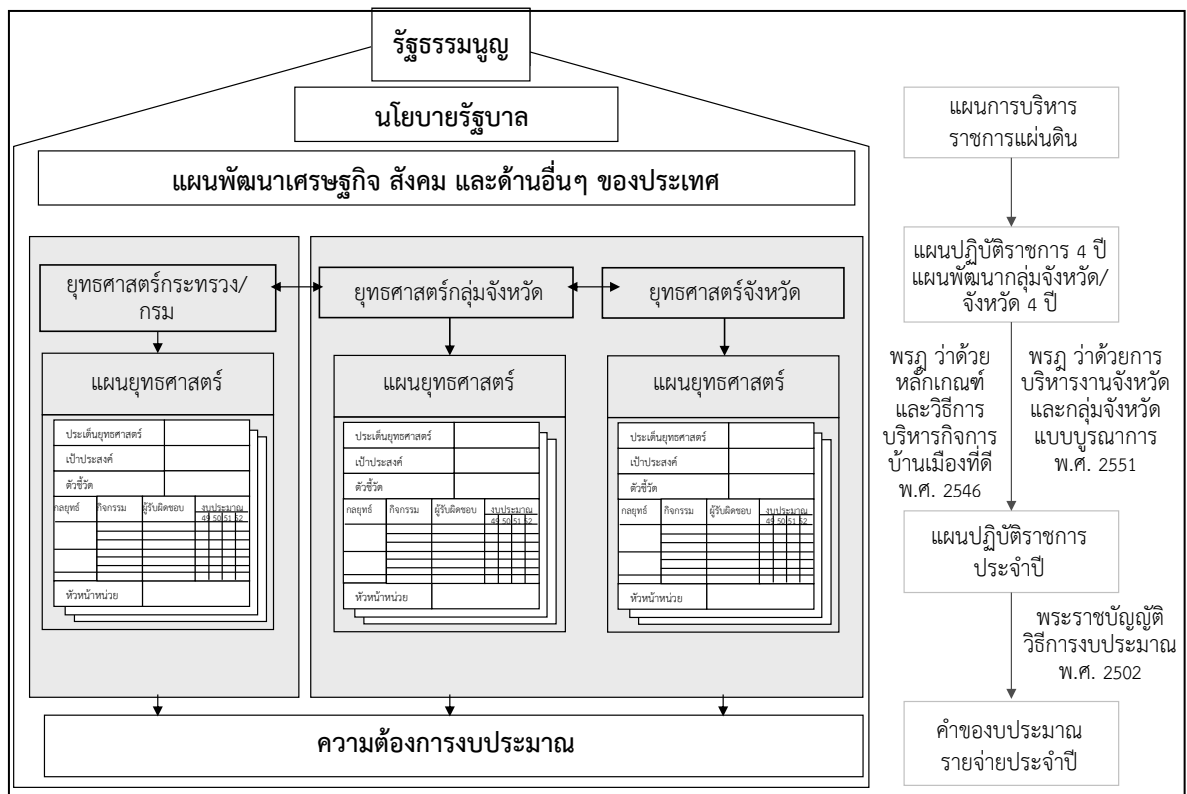 รัฐธรรมนูญ
นโยบายรัฐบาล
แผนพัฒนาเศรษฐกิจ สังคม และด้านอื่นๆ ของประเทศ
ยุทธศาสตร์กระทรวง/
กรม
ยุทธศาสตร์กลุ่มจังหวัด
ยุทธศาสตร์จังหวัด
แผนยุทธศาสตร์
ประเด็นยุทธศาสตร์
เป้าประสงค์
ตัวชี้วัด
กลยุทธ์ กิจกรรม ผู้รับผิดชอบ งบประมาณ
49 50 51 52
หัวหน้าหน่วย
แผนยุทธศาสตร์
ประเด็นยุทธศาสตร์
เป้าประสงค์
ตัวชี้วัด
กลยุทธ์ กิจกรรม ผู้รับผิดชอบ งบประมาณ
49 50 51 52
หัวหน้าหน่วย
แผนยุทธศาสตร์
ประเด็นยุทธศาสตร์
เป้าประสงค์
ตัวชี้วัด
กลยุทธ์ กิจกรรม ผู้รับผิดชอบ งบประมาณ
49 50 51 52
หัวหน้าหน่วย
ความต้องการงบประมาณ
แผนการบริหาร
ราชการแผ่นดิน
แผนปฏิบัติราชการ 4 ปี
แผนพัฒนากลุ่มจังหวัด/
จังหวัด 4 ปี
พรฎ ว่าด้วย
หลักเกณฑ์
และวิธีการ
บริหารกิจการ
บ้านเมืองที่ดี
พ.ศ. 2546
พรฎ ว่าด้วยการ
บริหารงานจังหวัด
และกลุ่มจังหวัด
แบบบูรณาการ
พ.ศ. 2551
แผนปฏิบัติราชการ
ประจำปี
พระราชบัญญัติ
วิธีการงบประมาณ
พ.ศ. 2502
คำของบประมาณ
รายจ่ายประจำปี